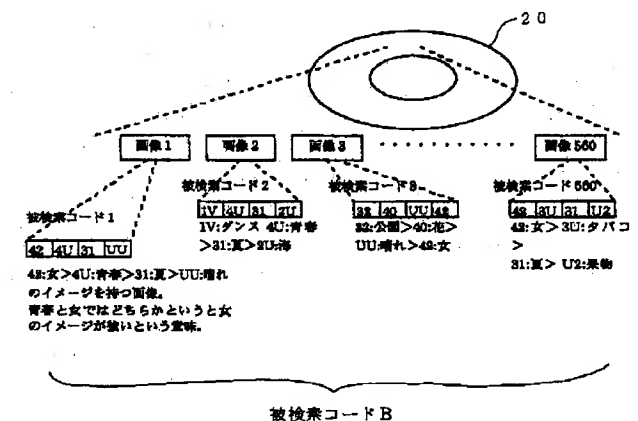 20
画像1 画像2 画像3 ・・・・・・・・ 画像560
被検索コード2 被検索コード3 被検索コード560
被検索コード1
1V 4U 31 2U
32 40 UU 42
42 3U 31 U2
42 4U 31 UU
1V:ダンス 4U:青春
>31:夏>2U:海
32:公園>40:花>
UU:晴れ>42:女
42:女>3U:タバコ
>
31:夏> U2:果物
42:女>4U:青春>31:夏>UU:晴れ
のイメージを持つ画像。
青春と女ではどちらかというと女
のイメージが強いという意味。
被検索コードB